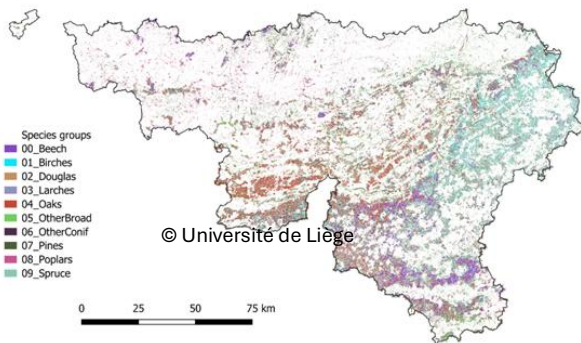 Species groups
00_Beech
01_Birches
02_Douglas
03_Larches
04_Oaks
05_OtherBroad
06_OtherConif
07_Pines
08_Poplars
09_Spruce
© Université de Liège
0 25 50 75 km